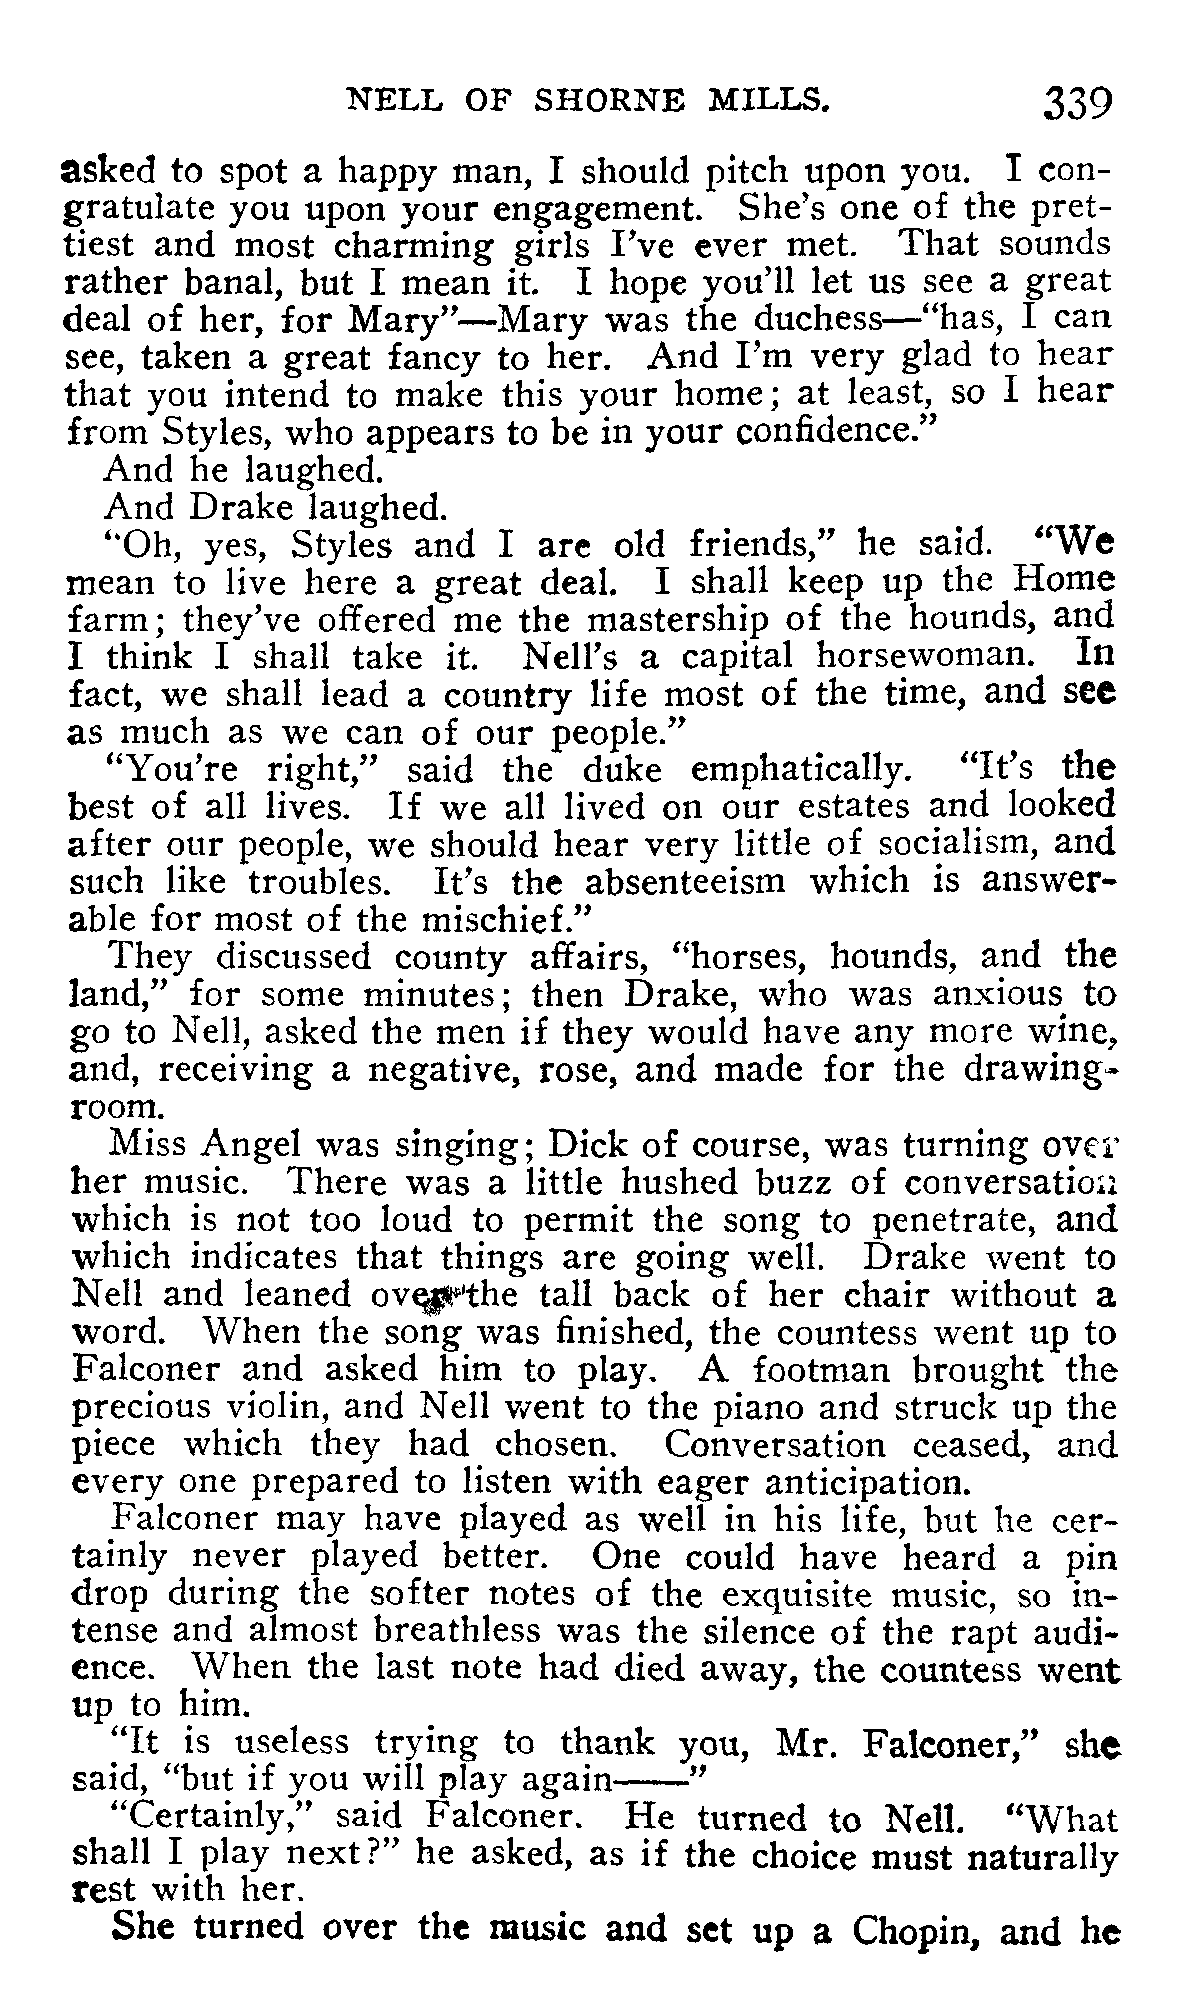 NELL OF SHORNE MILLS. 339
asked to spot a happy man, I should pitch upon you. I con-
gratulate you upon your engagement. She's one of the pret-
tiest and most charming girls I've ever met. That sounds
rather banal, but I mean it. I hope you'll let us see a great
deal of her, for Mary"—Mary was the duchess—"has, I can
see, taken a great fancy to her. And I'm very glad to hear
that you intend to make this your home; at least, so I hear
from Styles, who appears to be in your confidence."
And he laughed.
And Drake laughed.
"Oh, yes, Styles and I are old friends," he said. "We
mean to live here a great deal. I shall keep up the Home
farm; they've offered me the mastership of the hounds, and
I think I shall take it. Nell's a capital horsewoman. In
fact, we shall lead a country life most of the time, and see
as much as we can of our people."
"You're right," said the duke emphatically. "It's the
best of all lives. If we all lived on our estates and looked
after our people, we should hear very little of socialism, and
such like troubles. It's the absenteeism which is answer-
able for most of the mischief."
They discussed county affairs, "horses, hounds, and the
land," for some minutes; then Drake, who was anxious to
go to Nell, asked the men if they would have any more wine,
and, receiving a negative, rose, and made for the drawing-
room.
Miss Angel was singing; Dick of course, was turning over
her music. There was a little hushed buzz of conversation
which is not too loud to permit the song to penetrate, and
which indicates that things are going well. Drake went to
Nell and leaned over the tall back of her chair without a
word. When the song was finished, the countess went up to
Falconer and asked him to play. A footman brought the
precious violin, and Nell went to the piano and struck up the
piece which they had chosen. Conversation ceased, and
every one prepared to listen with eager anticipation.
Falconer may have played as well in his life, but he cer-
tainly never played better. One could have heard a pin
drop during the softer notes of the exquisite music, so in-
tense and almost breathless was the silence of the rapt audi-
ence. When the last note had died away, the countess went
up to him.
"It is useless trying to thank you, Mr. Falconer," she
said, "but if you will play again——"
"Certainly," said Falconer. He turned to Nell. "What
shall I play next?" he asked, as if the choice must naturally
rest with her.
She turned over the music and set up a Chopin, and he